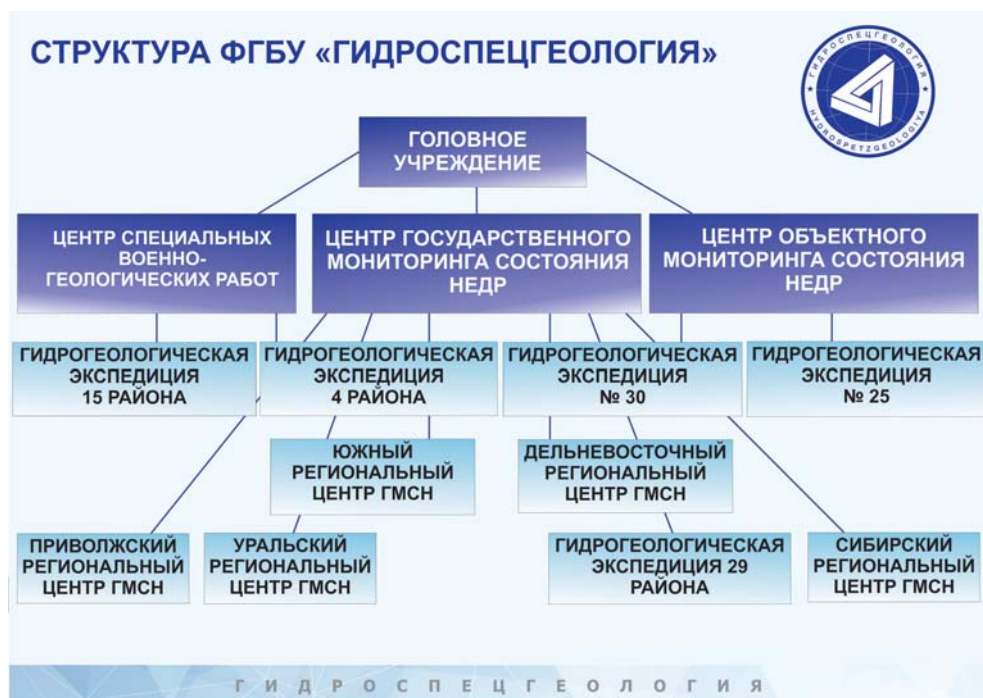 СТРУКТУРА ФГБУ «ГИДРОСПЕЦГЕОЛОГИЯ»
ГИДРОСПЕЦГЕОЛОГИЯ
HYDROSPETZGEOLOGIYA
ГОЛОВНОЕ
УЧРЕЖДЕНИЕ
ЦЕНТР СПЕЦИАЛЬНЫХ
ВОЕННО-
ГЕОЛОГИЧЕСКИХ РАБОТ
ЦЕНТР ГОСУДАРСТВЕННОГО
МОНИТОРИНГА СОСТОЯНИЯ
НЕДР
ЦЕНТР ОБЪЕКТНОГО
МОНИТОРИНГА СОСТОЯНИЯ
НЕДР
ГИДРОГЕОЛОГИЧЕСКАЯ
ЭКСПЕДИЦИЯ
15 РАЙОНА
ГИДРОГЕОЛОГИЧЕСКАЯ
ЭКСПЕДИЦИЯ
4 РАЙОНА
ГИДРОГЕОЛОГИЧЕСКАЯ
ЭКСПЕДИЦИЯ
№ 30
ГИДРОГЕОЛОГИЧЕСКАЯ
ЭКСПЕДИЦИЯ
№ 25
ЮЖНЫЙ
РЕГИОНАЛЬНЫЙ
ЦЕНТР ГМСН
ДЕЛЬНЕВОСТОЧНЫЙ
РЕГИОНАЛЬНЫЙ
ЦЕНТР ГМСН
ПРИВОЛЖСКИЙ
РЕГИОНАЛЬНЫЙ
ЦЕНТР ГМСН
УРАЛЬСКИЙ
РЕГИОНАЛЬНЫЙ
ЦЕНТР ГМСН
ГИДРОГЕОЛОГИЧЕСКАЯ
ЭКСПЕДИЦИЯ 29
РАЙОНА
СИБИРСКИЙ
РЕГИОНАЛЬНЫЙ
ЦЕНТР ГМСН
ГИДРОСПЕЦГЕОЛОГИЯ